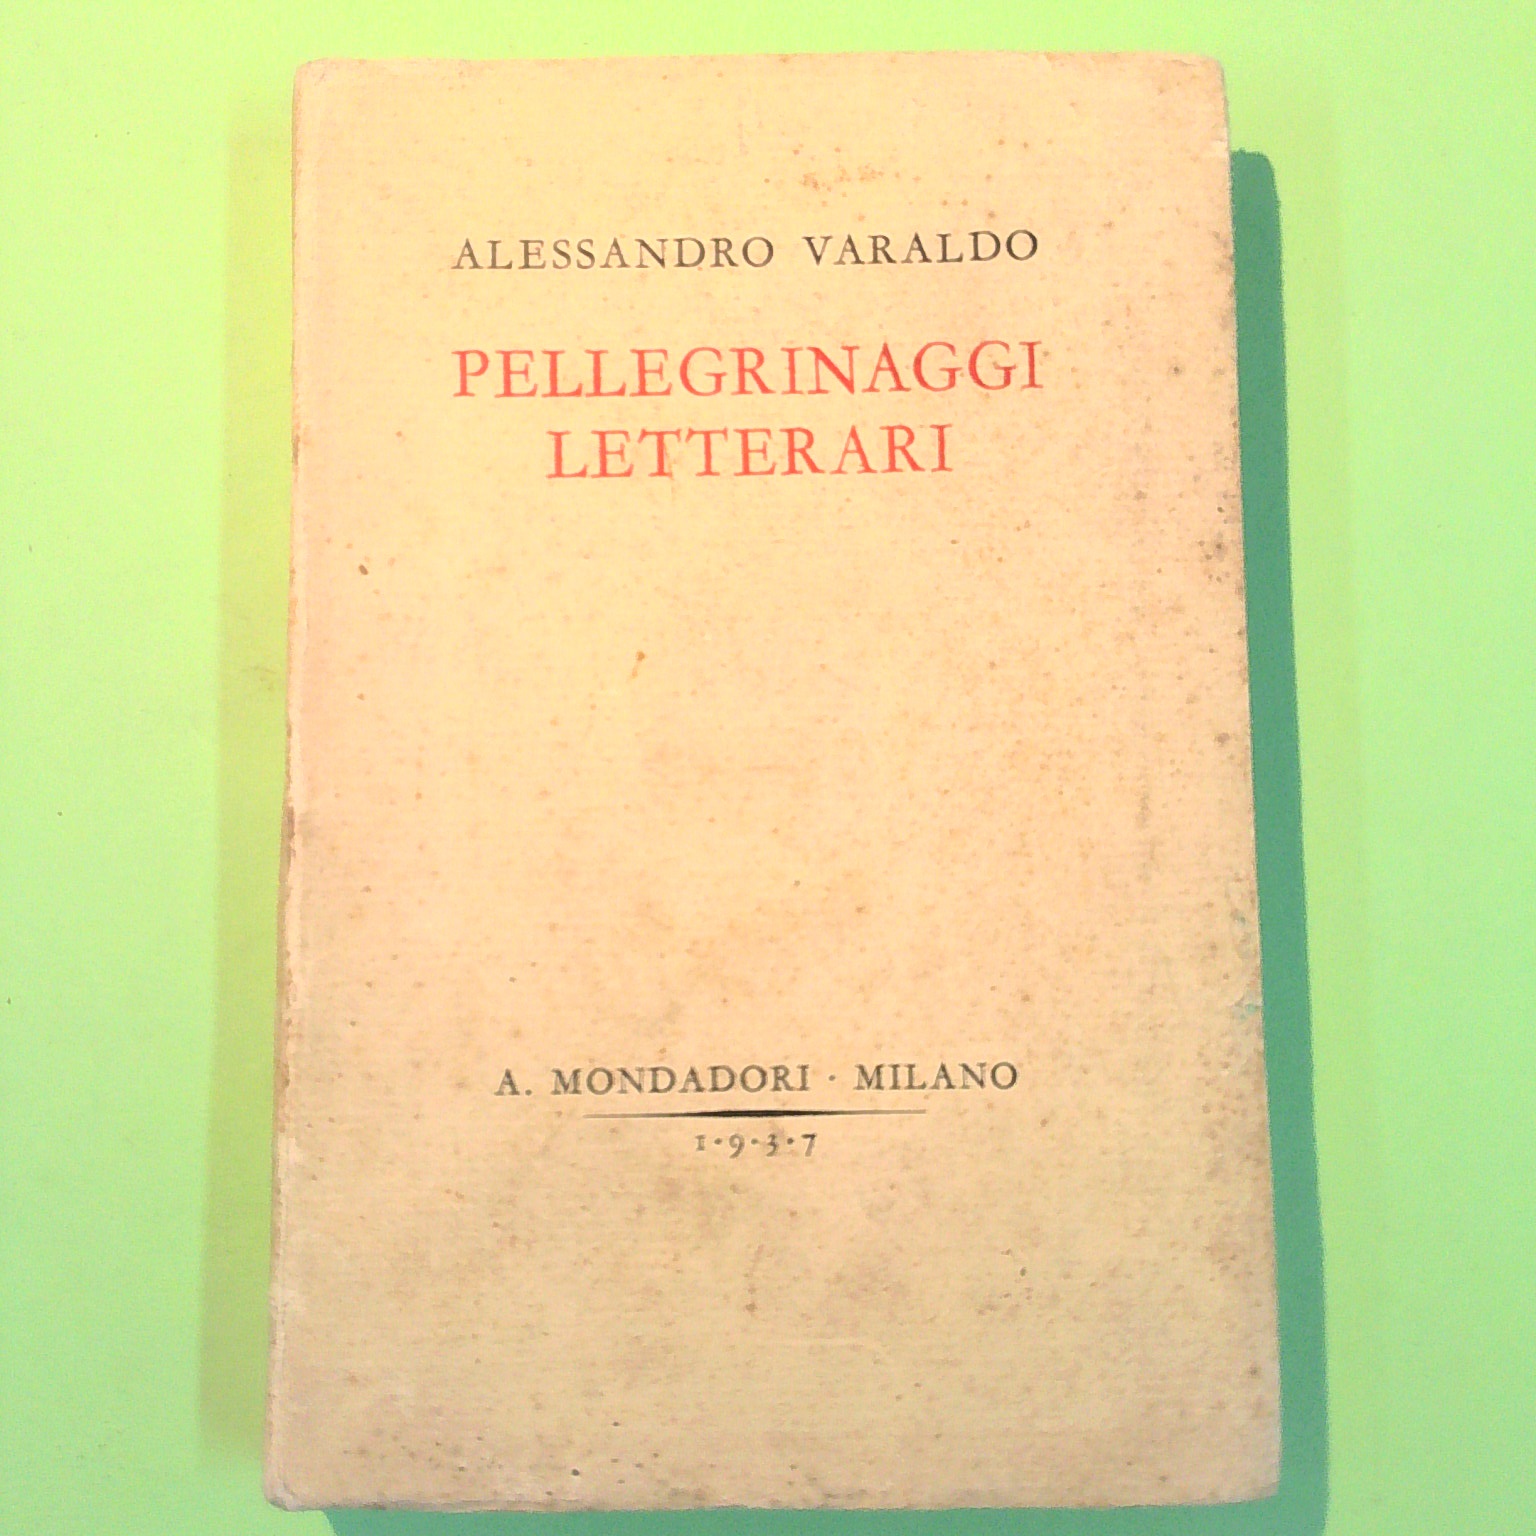 ALESSANDRO VARALDO
PELLEGRINAGGI
LETTERARI
A. MONDADORI · MILANO
1·9·3·7